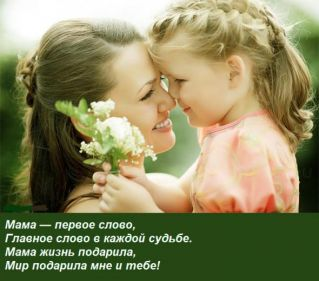 Мама — первое слово,
Главное слово в каждой судьбе.
Мама жизнь подарила,
Мир подарила мне и тебе!